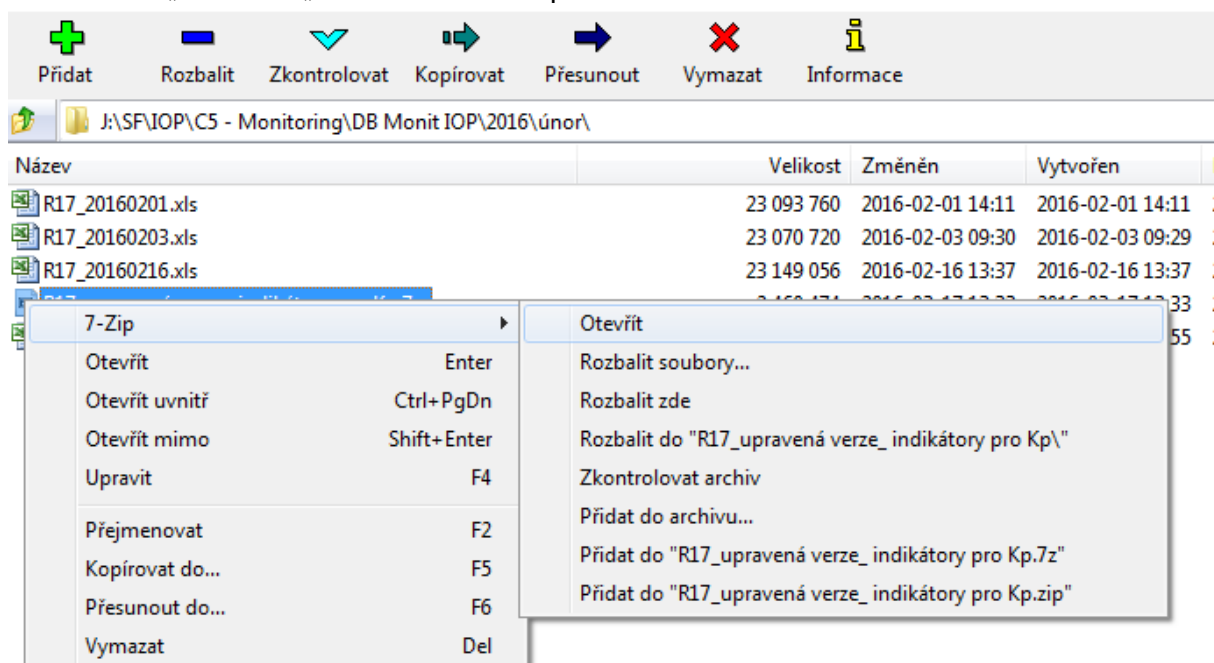 Přidat Rozbalit Zkontrolovat Kopírovat Přesunout Vymazat Informace
J:\SF\IOP\C5 - Monitoring\DB Monit IOP\2016\únor\
Název Velikost Změněn Vytvořen
R17_20160201.xls 23 093 760 2016-02-01 14:11 2016-02-01 14:11
R17_20160203.xls 23 070 720 2016-02-03 09:30 2016-02-03 09:29
R17_20160216.xls 23 149 056 2016-02-16 13:37 2016-02-16 13:37
33
55
7-Zip
Otevřít Enter
Otevřít uvnitř Ctrl+PgDn
Otevřít mimo Shift+Enter
Upravit F4
Přejmenovat F2
Kopírovat do... F5
Přesunout do... F6
Vymazat Del
Otevřít
Rozbalit soubory...
Rozbalit zde
Rozbalit do "R17_upravená verze_ indikátory pro Kp\"
Zkontrolovat archiv
Přidat do archivu...
Přidat do "R17_upravená verze_ indikátory pro Kp.7z"
Přidat do "R17_upravená verze_ indikátory pro Kp.zip"